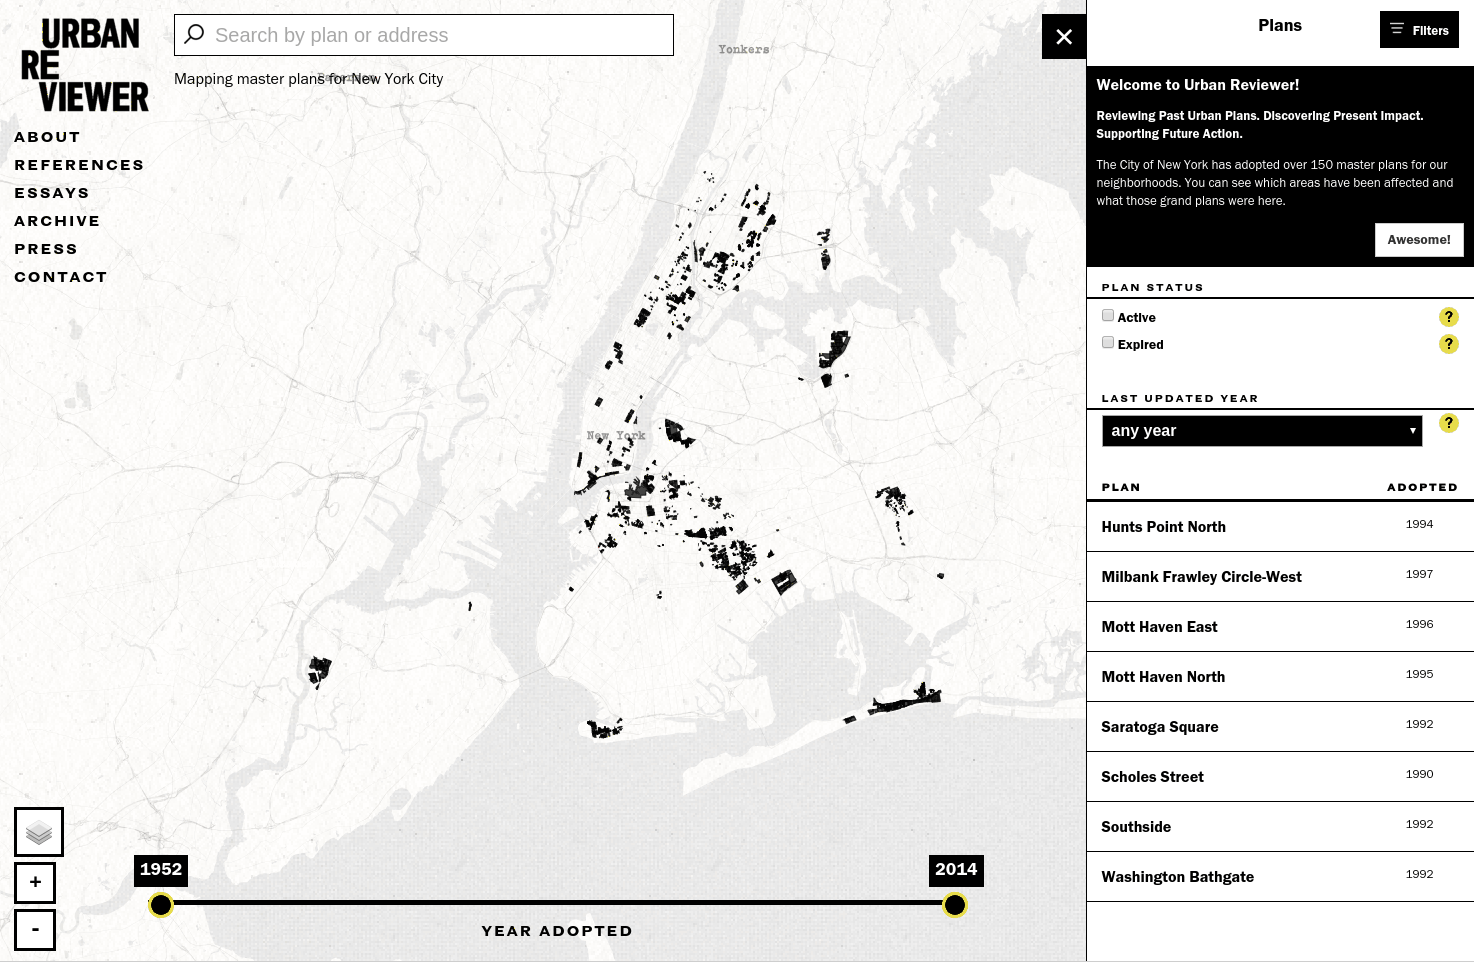 URBAN
RE
VIEWER
Search by plan or address
Mapping master plans for New York City
Yonkers
ABOUT
REFERENCES
ESSAYS
ARCHIVE
PRESS
CONTACT
New York
+
-
1952
2014
YEAR ADOPTED
✕
Plans
Filters
Welcome to Urban Reviewer!
Reviewing Past Urban Plans. Discovering Present Impact.
Supporting Future Action.
The City of New York has adopted over 150 master plans for our
neighborhoods. You can see which areas have been affected and
what those grand plans were here.
Awesome!
PLAN STATUS
Active ?
Expired ?
LAST UPDATED YEAR
any year ?
PLAN ADOPTED
Hunts Point North 1994
Milbank Frawley Circle-West 1997
Mott Haven East 1996
Mott Haven North 1995
Saratoga Square 1992
Scholes Street 1990
Southside 1992
Washington Bathgate 1992